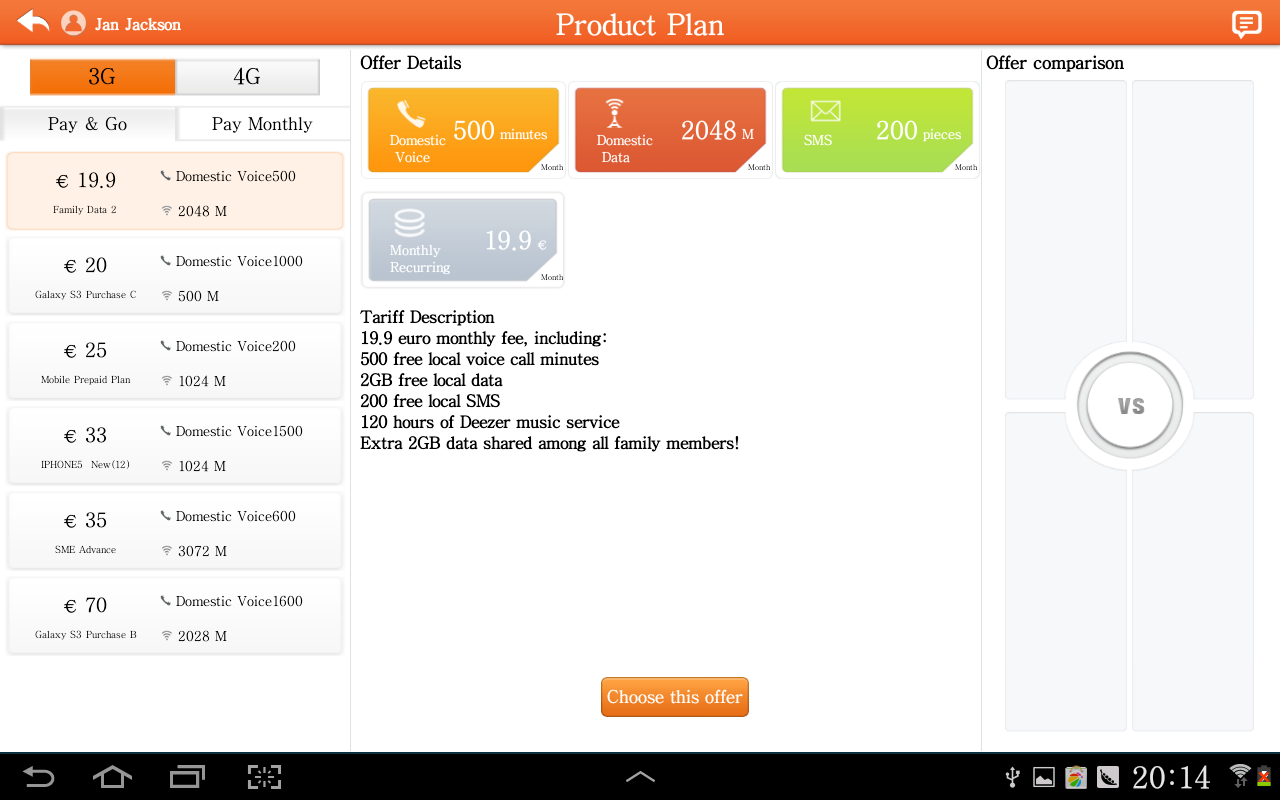 Jan Jackson
Product Plan
3G
4G
Pay & Go
Pay Monthly
€ 19.9
Domestic Voice500
Family Data 2
2048 M
€ 20
Domestic Voice1000
Galaxy S3 Purchase C
500 M
€ 25
Domestic Voice200
Mobile Prepaid Plan
1024 M
€ 33
Domestic Voice1500
IPHONE5 New(12)
1024 M
€ 35
Domestic Voice600
SME Advance
3072 M
€ 70
Domestic Voice1600
Galaxy S3 Purchase B
2028 M
Offer Details
Domestic
Voice
500 minutes
Month
Domestic
Data
2048 M
Month
SMS
200 pieces
Month
Monthly
Recurring
19.9 €
Month
Tariff Description
19.9 euro monthly fee, including:
500 free local voice call minutes
2GB free local data
200 free local SMS
120 hours of Deezer music service
Extra 2GB data shared among all family members!
Choose this offer
Offer comparison
VS
20:14